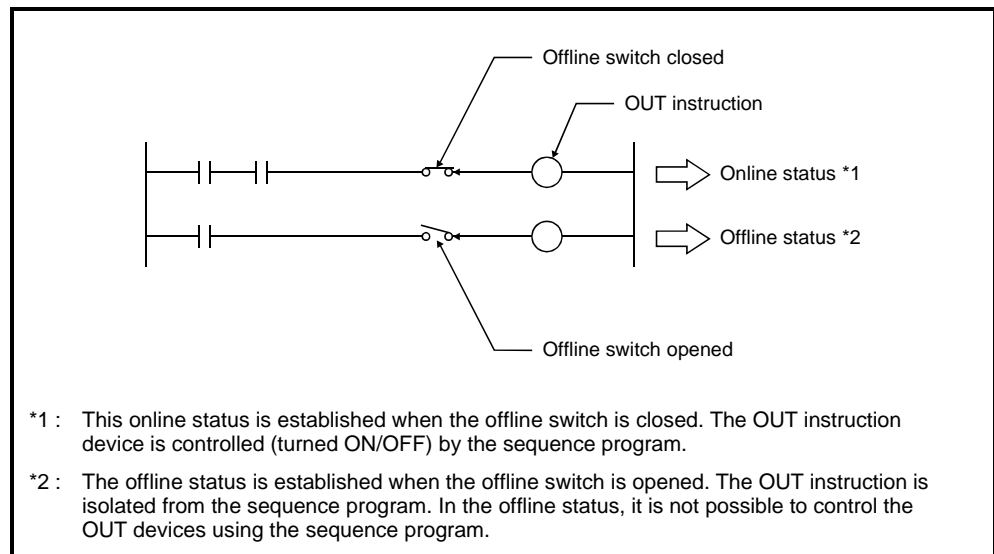 Offline switch closed
OUT instruction
Online status *1
Offline status *2
Offline switch opened
*1 : This online status is established when the offline switch is closed. The OUT instruction
device is controlled (turned ON/OFF) by the sequence program.
*2 : The offline status is established when the offline switch is opened. The OUT instruction is
isolated from the sequence program. In the offline status, it is not possible to control the
OUT devices using the sequence program.